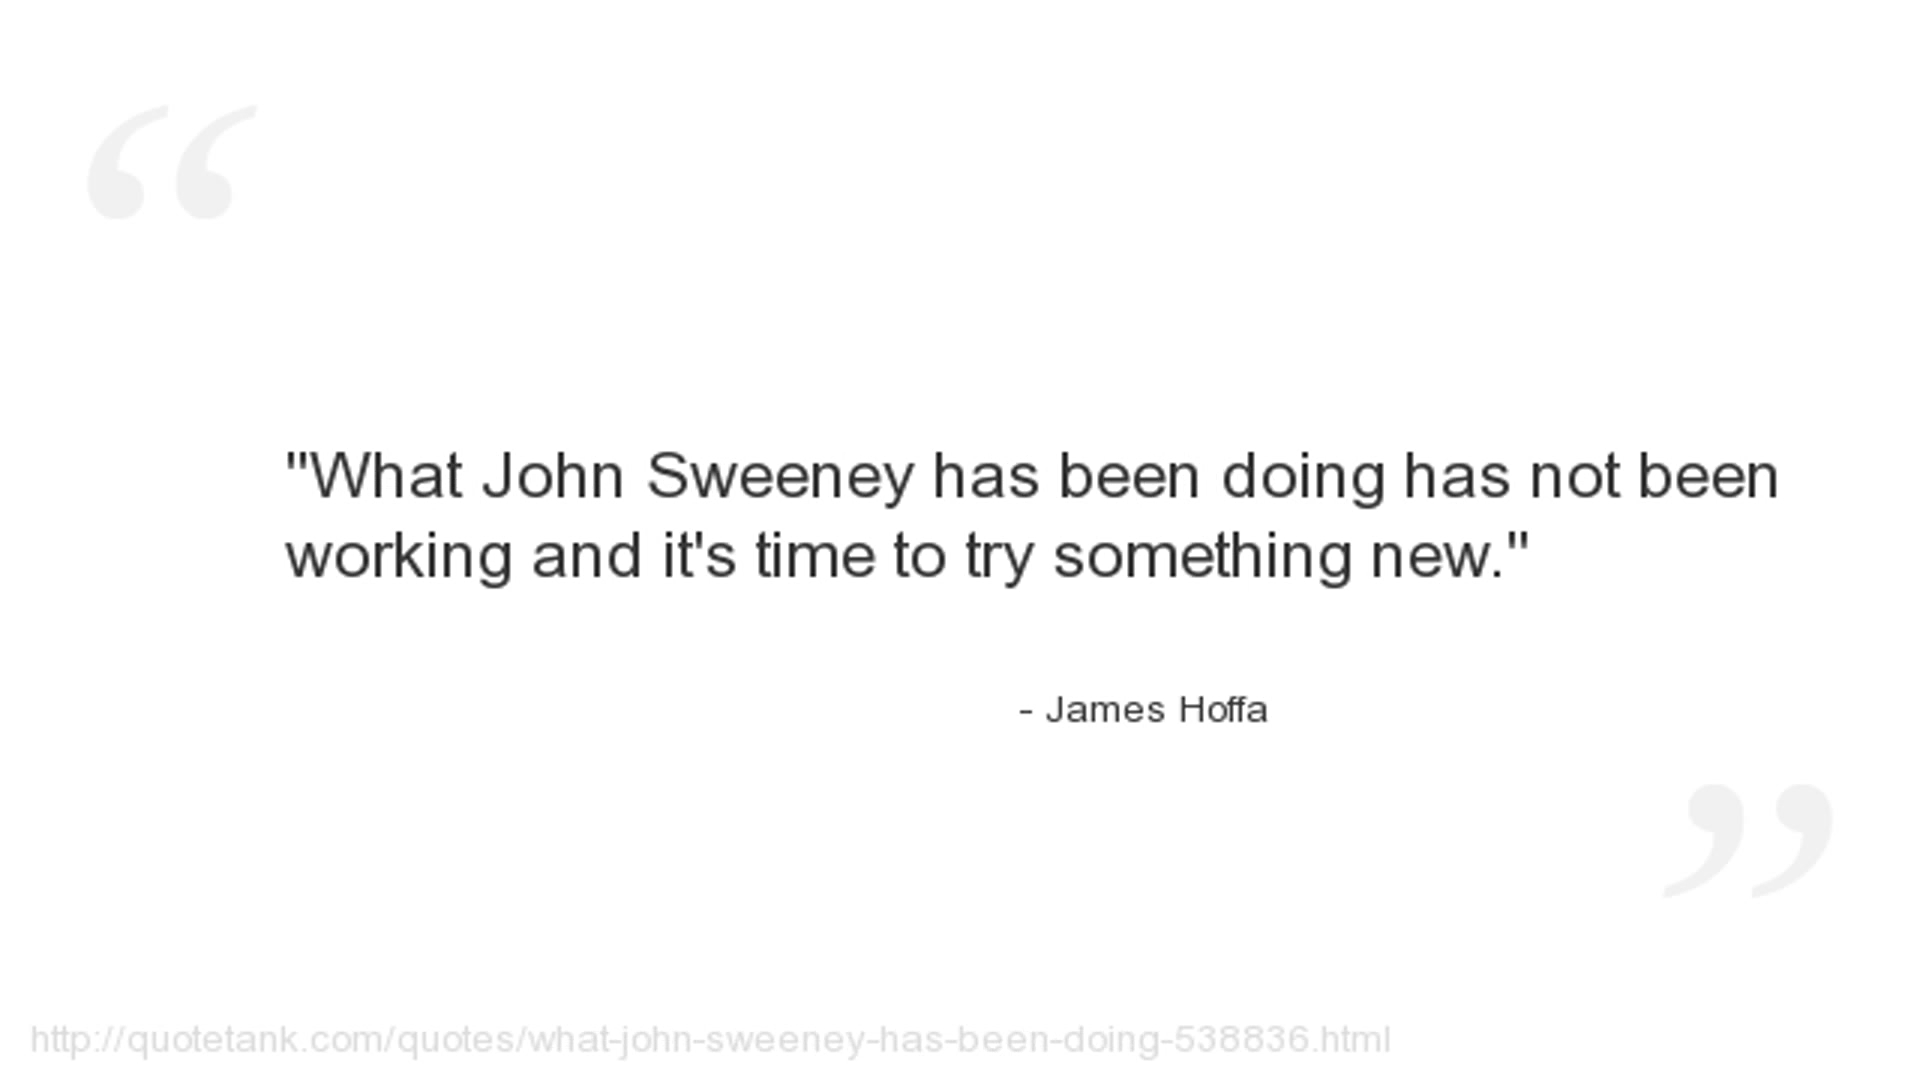 “
"What John Sweeney has been doing has not been
working and it's time to try something new."
- James Hoffa
”
http://quotetank.com/quotes/what-john-sweeney-has-been-doing-538836.html